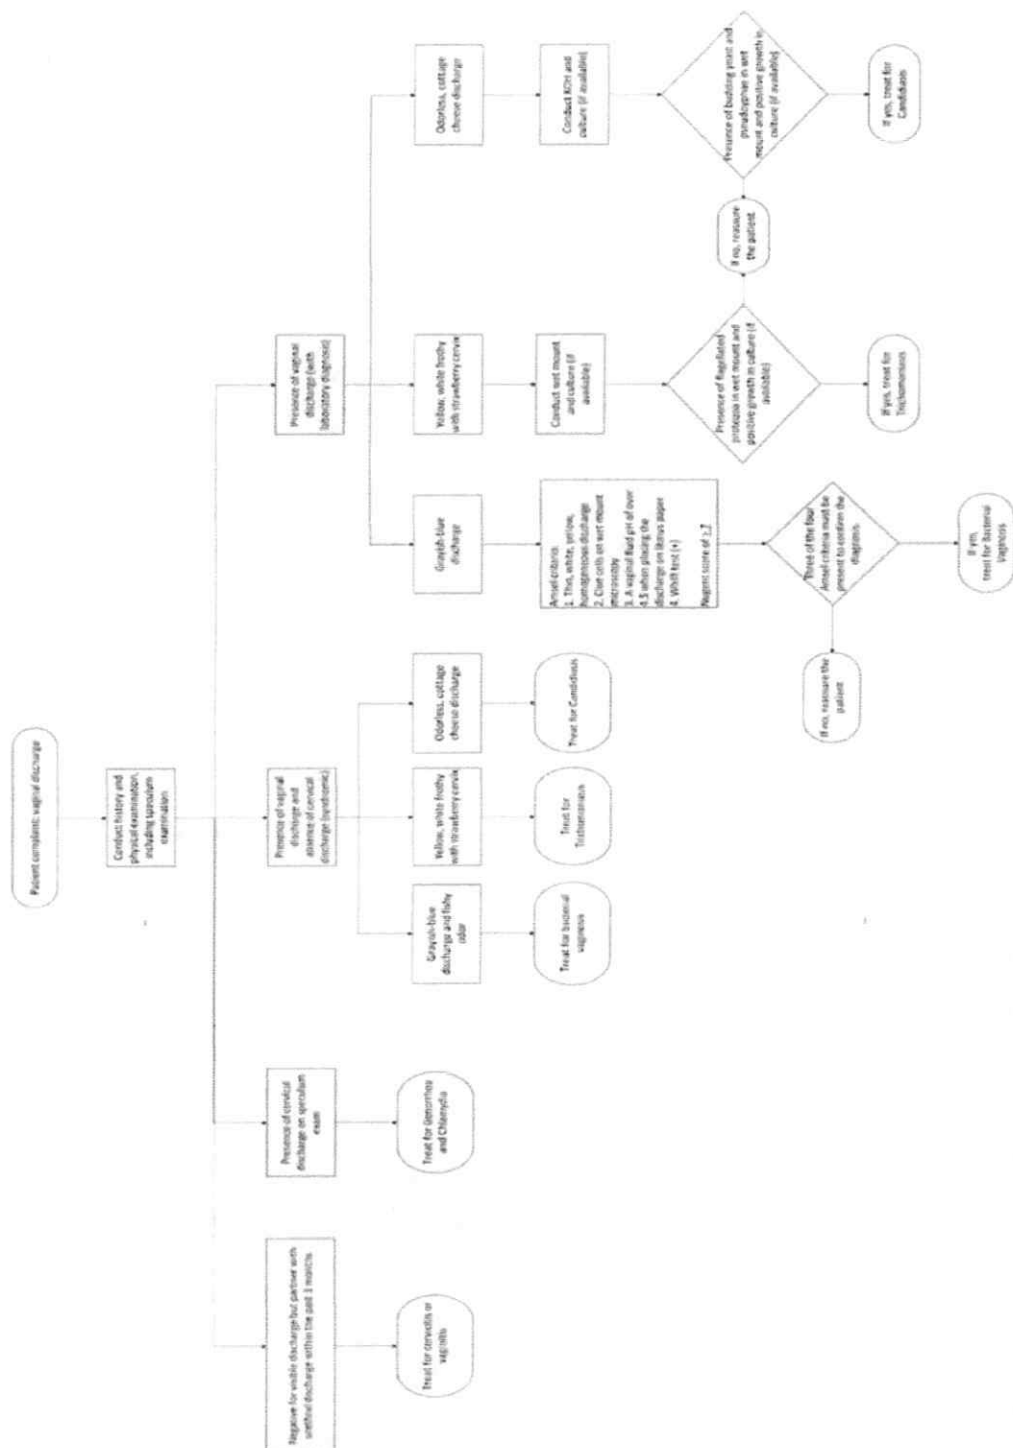 Patient complaint: vaginal discharge
Conduct history and
physical examination,
including speculum
examination
Negative for visible discharge but partner with
urethral discharge within the past 3 months
Treat for cervicitis or
vaginitis
Presence of cervical
discharge on speculum
exam
Treat for Gonorrhea
and Chlamydia
Presence of vaginal
discharge and
absence of cervical
discharge (syndromic)
Grayish-blue
discharge and fishy
odor
Treat for bacterial
vaginosis
Yellow, white frothy
with strawberry cervix
Treat for
Trichomoniasis
Odorless, cottage
cheese discharge
Treat for Candidiasis
Presence of vaginal
discharge (with
laboratory diagnosis)
Grayish-blue
discharge
Amsel criteria:
1. Thin, white, yellow,
homogeneous discharge
2. Clue cells on wet mount
microscopy
3. A vaginal fluid pH of over
4.5 when placing the
discharge on litmus paper
4. Whiff test (+)
Nugent score of ≥7
Three of the four
Amsel criteria must be
present to confirm the
diagnosis
If no, reassure the
patient
If yes,
treat for Bacterial
Vaginosis
Yellow, white frothy
with strawberry cervix
Conduct wet mount
and culture (if
available)
Presence of flagellated
protozoa in wet mount and
positive growth in culture (if
available)
If yes, treat for
Trichomoniasis
If no, reassure
the patient
Odorless, cottage
cheese discharge
Conduct KOH and
culture (if available)
Presence of building yeast and
pseudoyphae in wet
mount and positive growth in
culture (if available)
If yes, treat for
Candidiasis